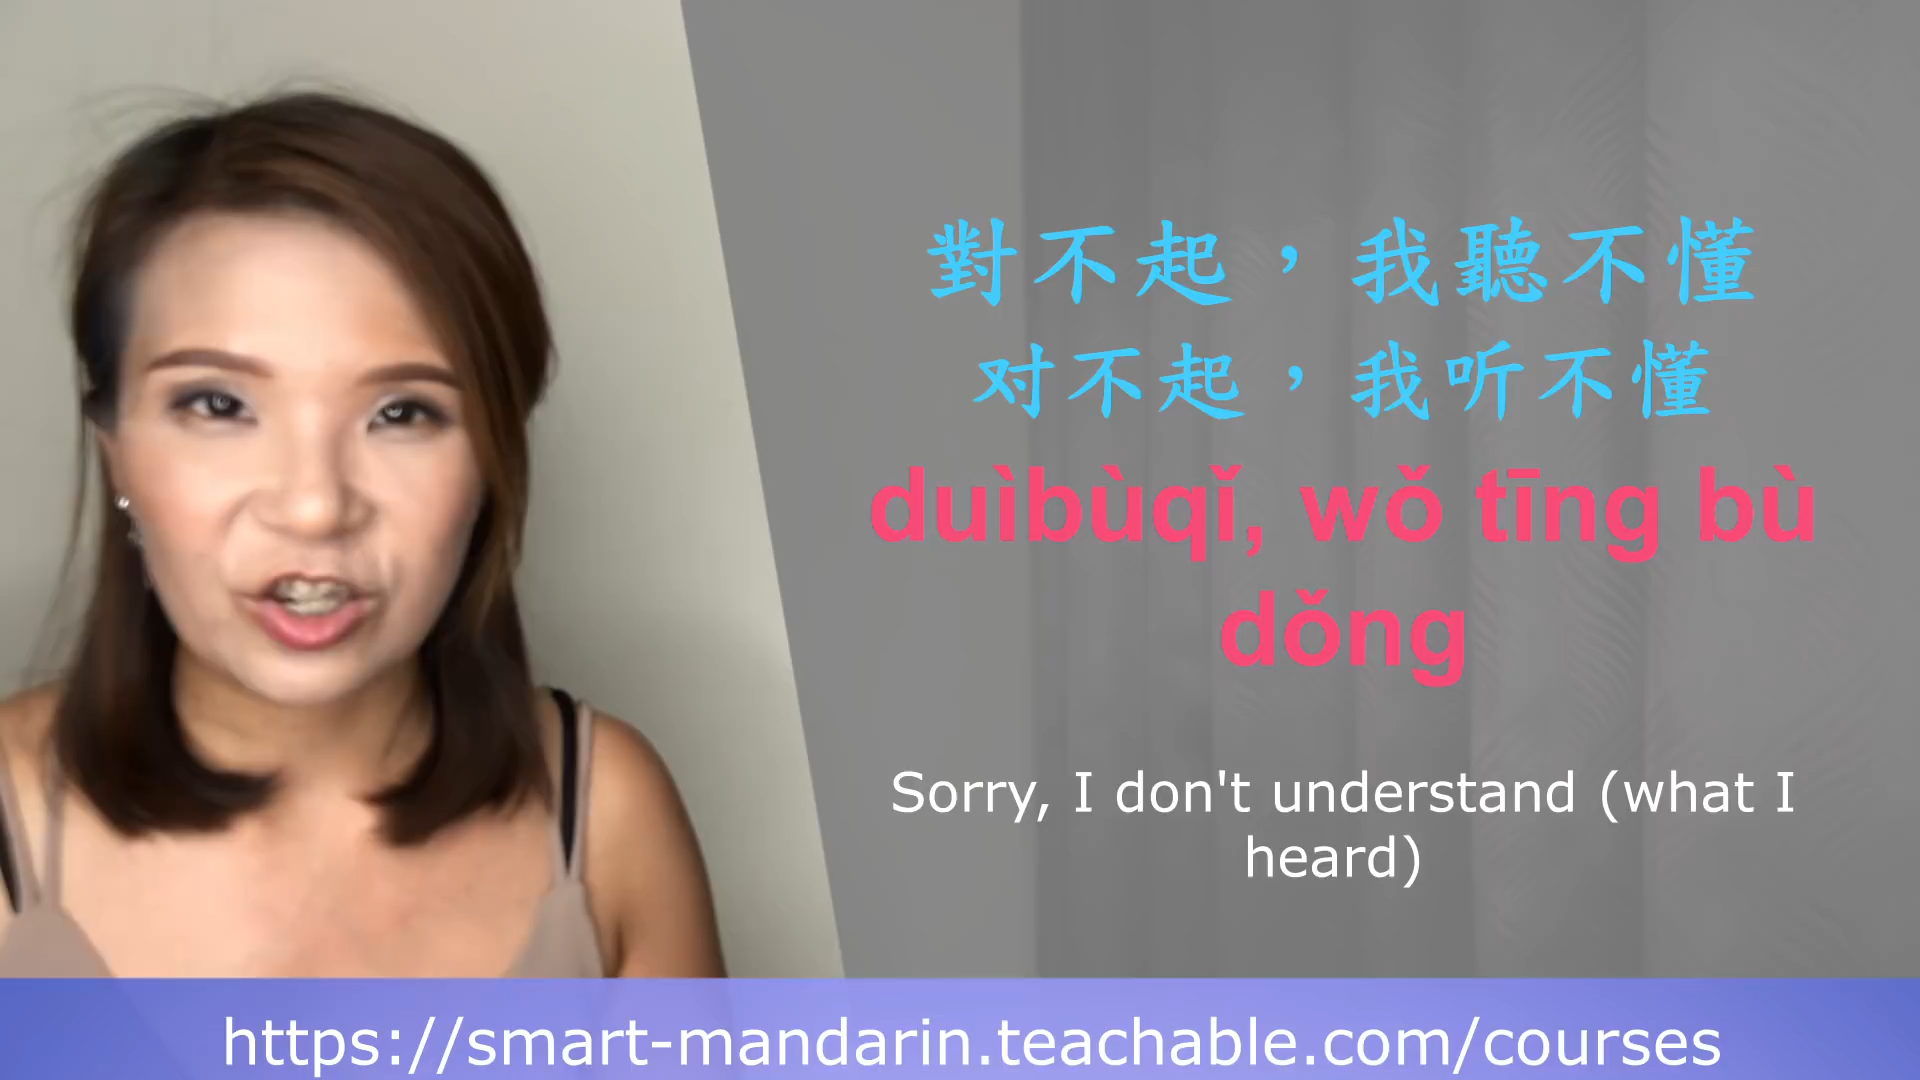 對不起，我聽不懂
对不起，我听不懂
duìbùqǐ, wǒ tīng bù
dǒng
Sorry, I don't understand (what I
heard)
https://smart-mandarin.teachable.com/courses